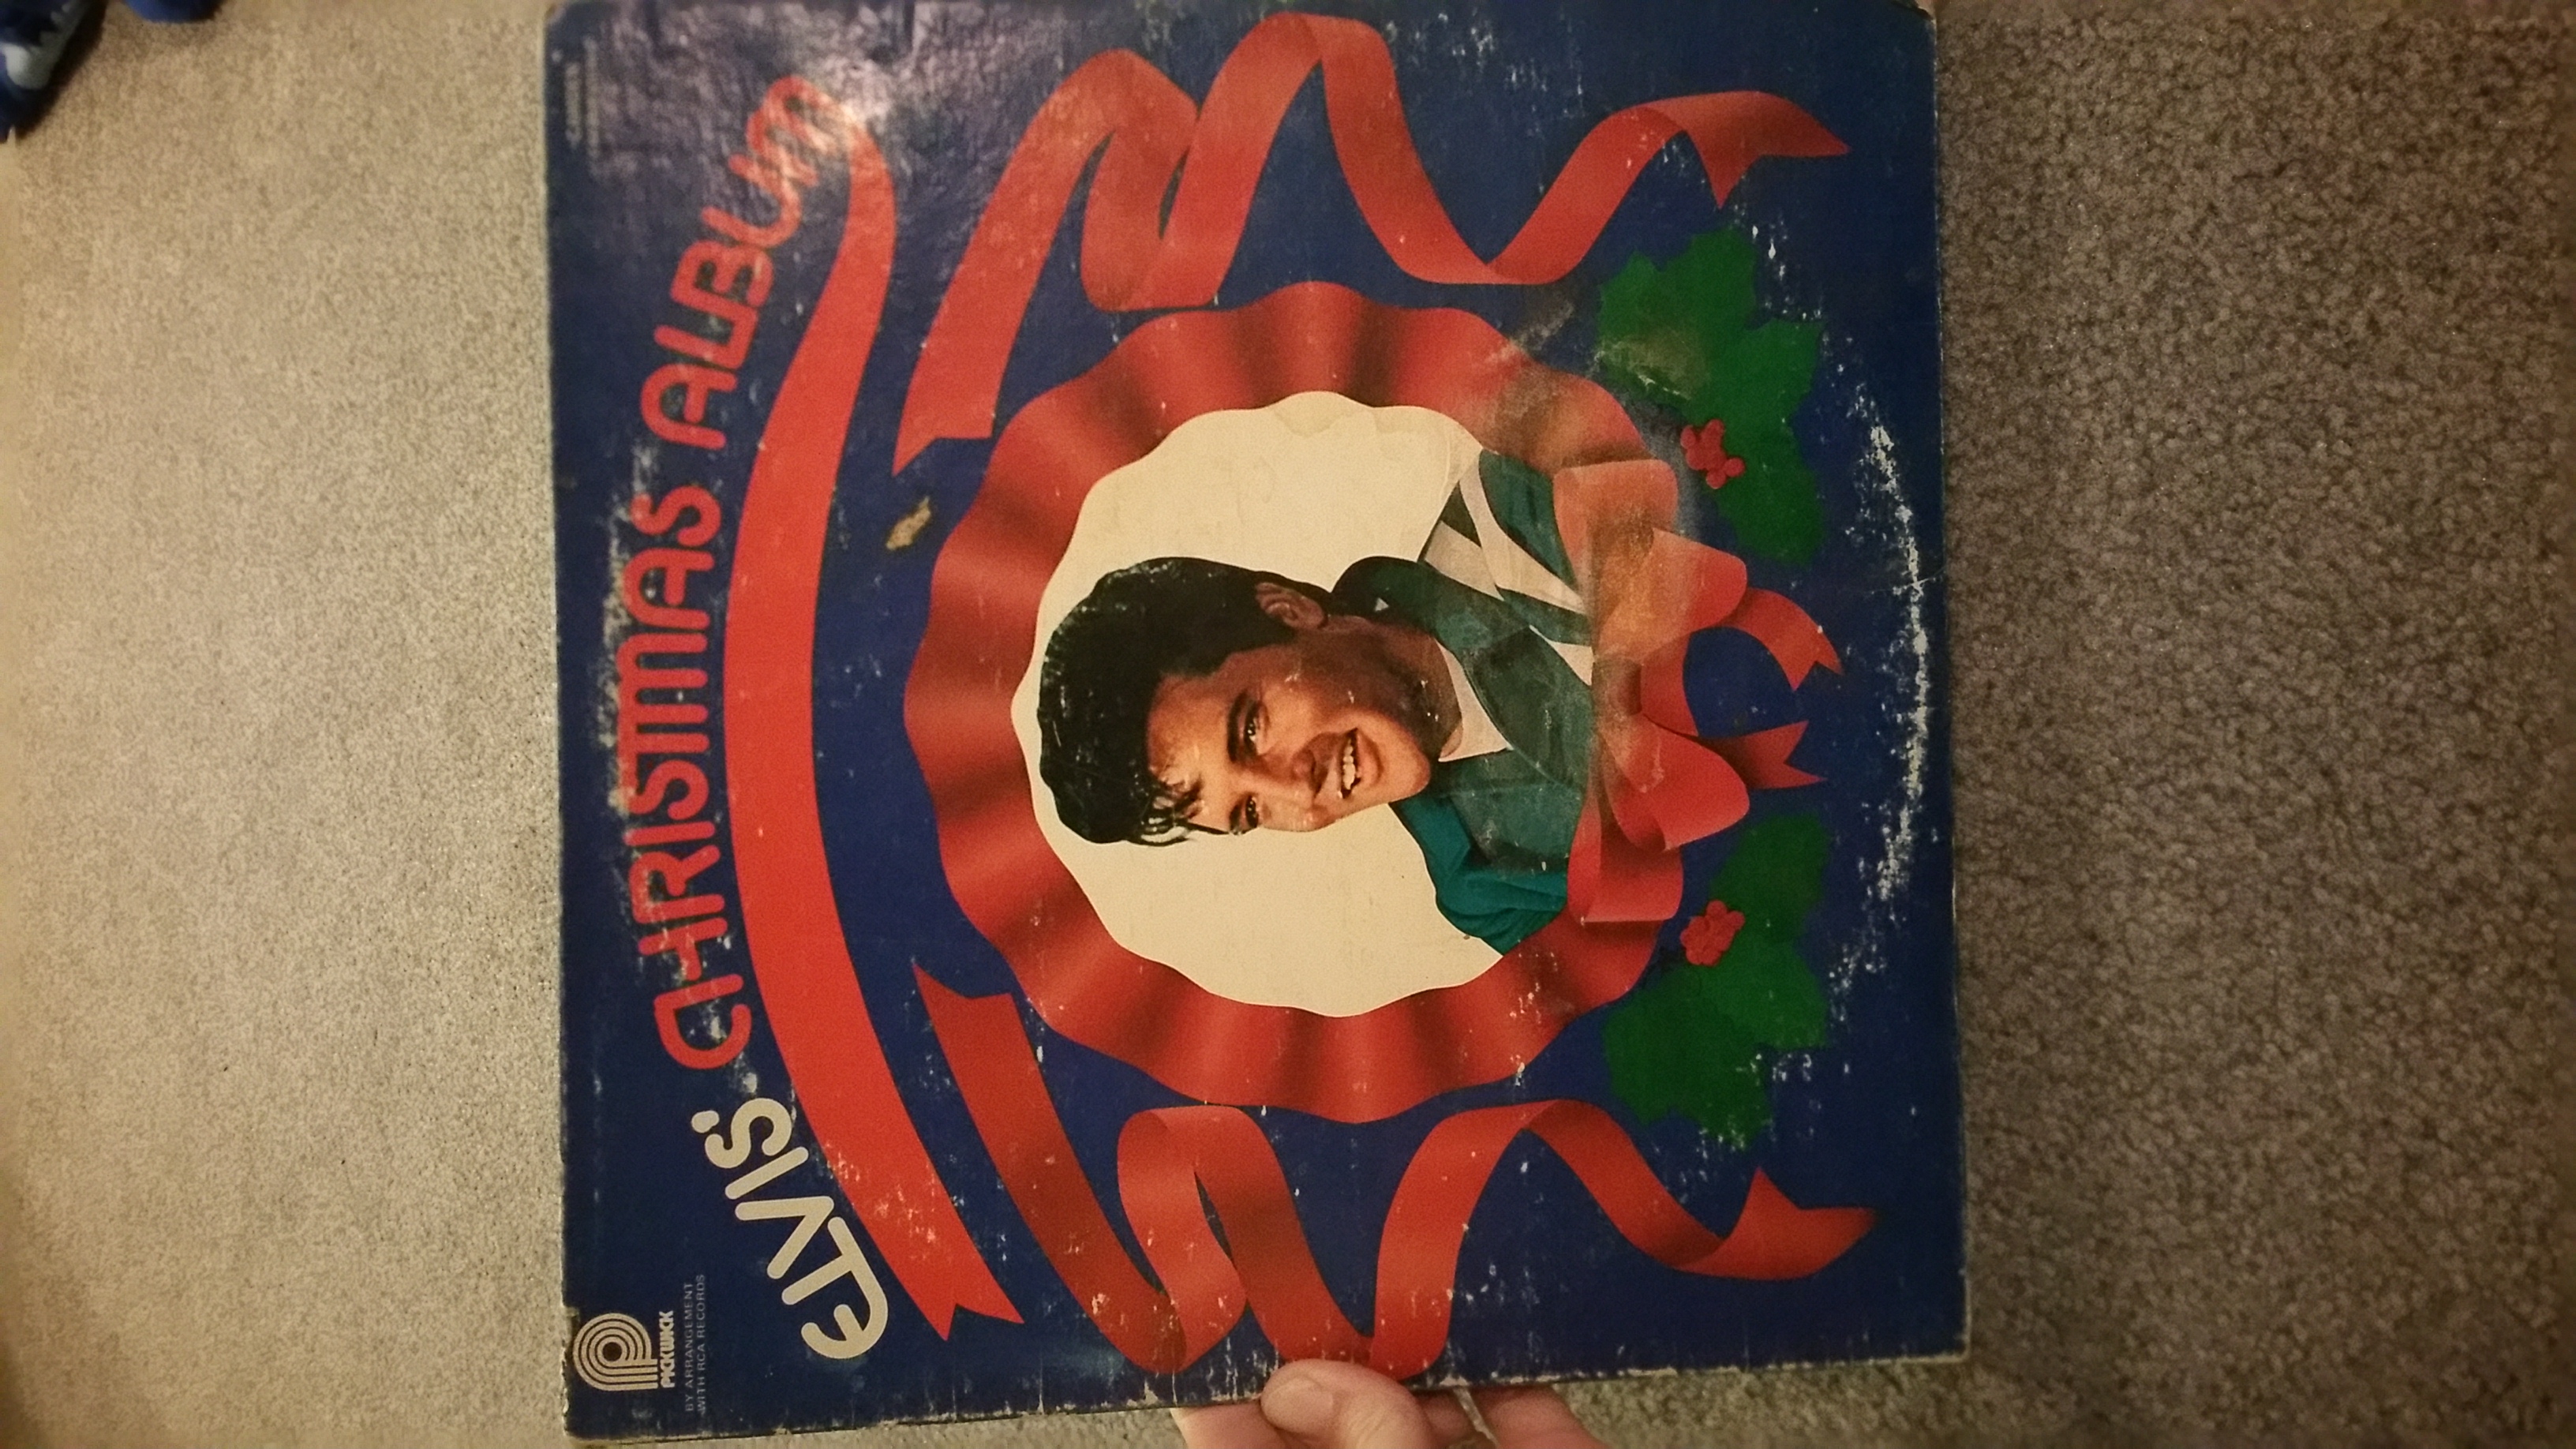 PICKWICK
BY ARRANGEMENT
WITH RCA RECORDS
ELVIS' CHRISTMAS ALBUM